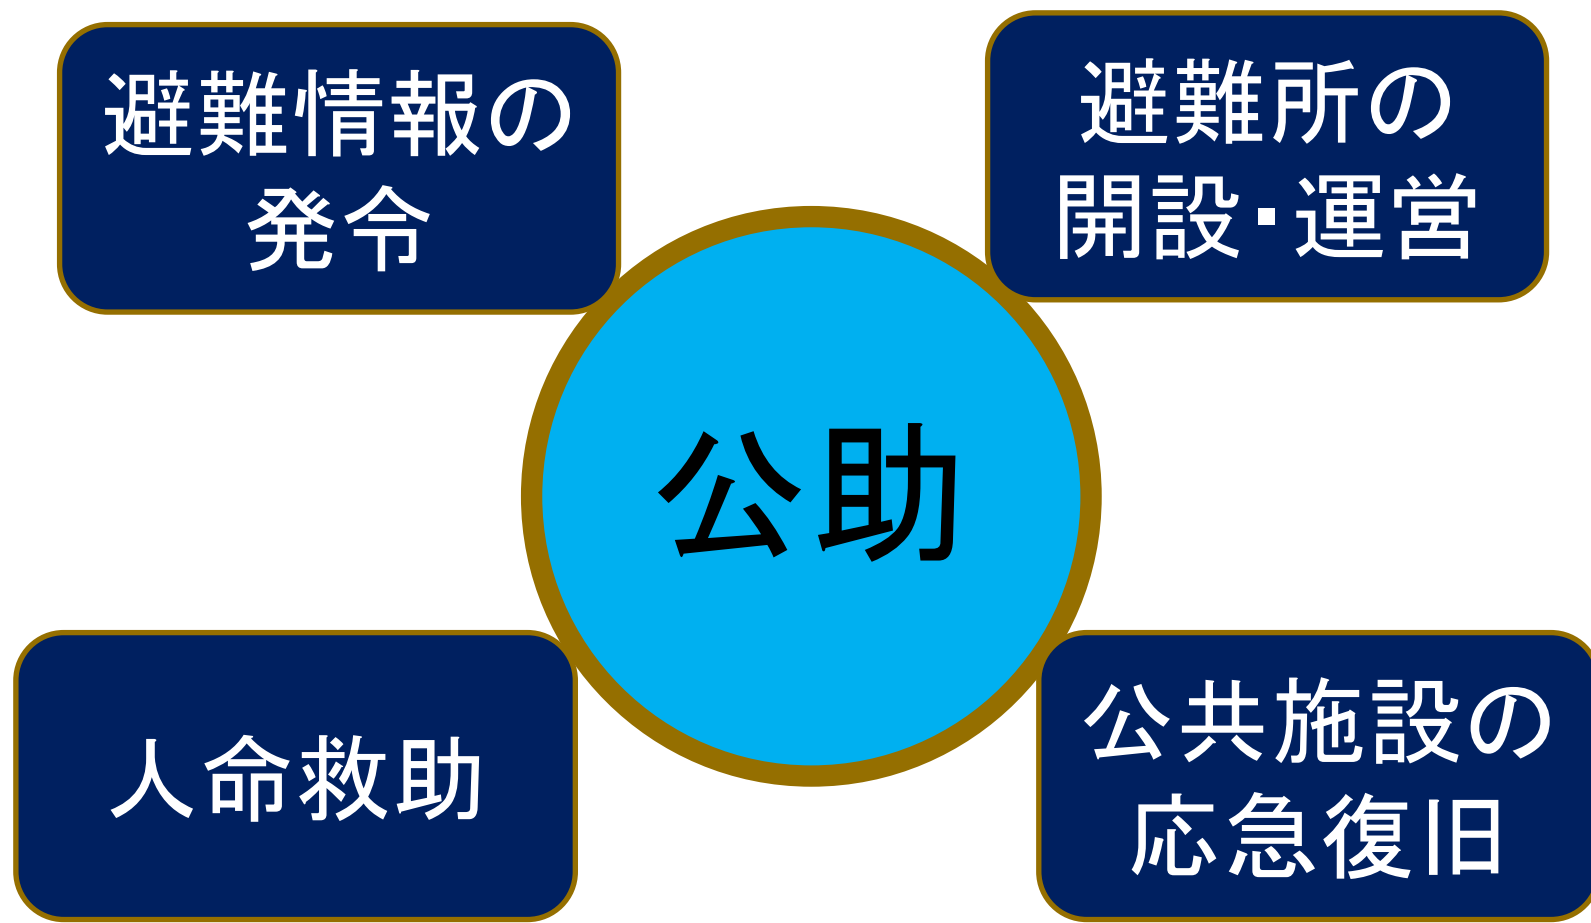 避難情報の
発令
避難所の
開設・運営
公助
人命救助
公共施設の
応急復旧